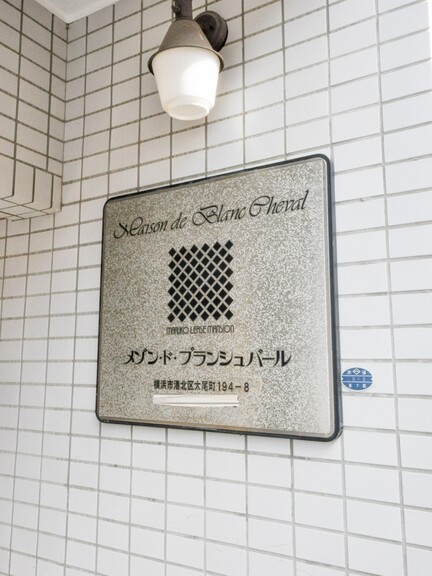 Maison de Blanc Cheval
MARUKO LEASE MANSION
メゾン・ド・ブランシュバール
横浜市港北区太尾町194-8